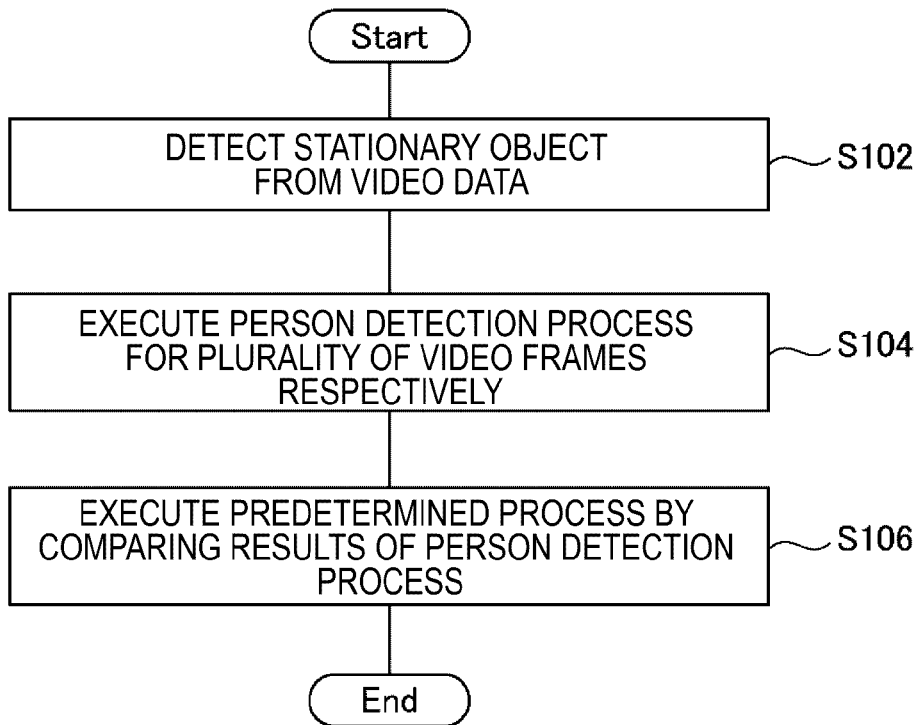 Start
DETECT STATIONARY OBJECT
FROM VIDEO DATA
S102
EXECUTE PERSON DETECTION PROCESS
FOR PLURALITY OF VIDEO FRAMES
RESPECTIVELY
S104
EXECUTE PREDETERMINED PROCESS BY
COMPARING RESULTS OF PERSON DETECTION
PROCESS
S106
End